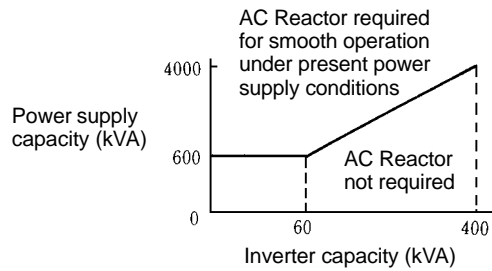 AC Reactor required
for smooth operation
under present power
supply conditions
4000
Power supply
capacity (kVA)
600
AC Reactor
not required
0
60
400
Inverter capacity (kVA)